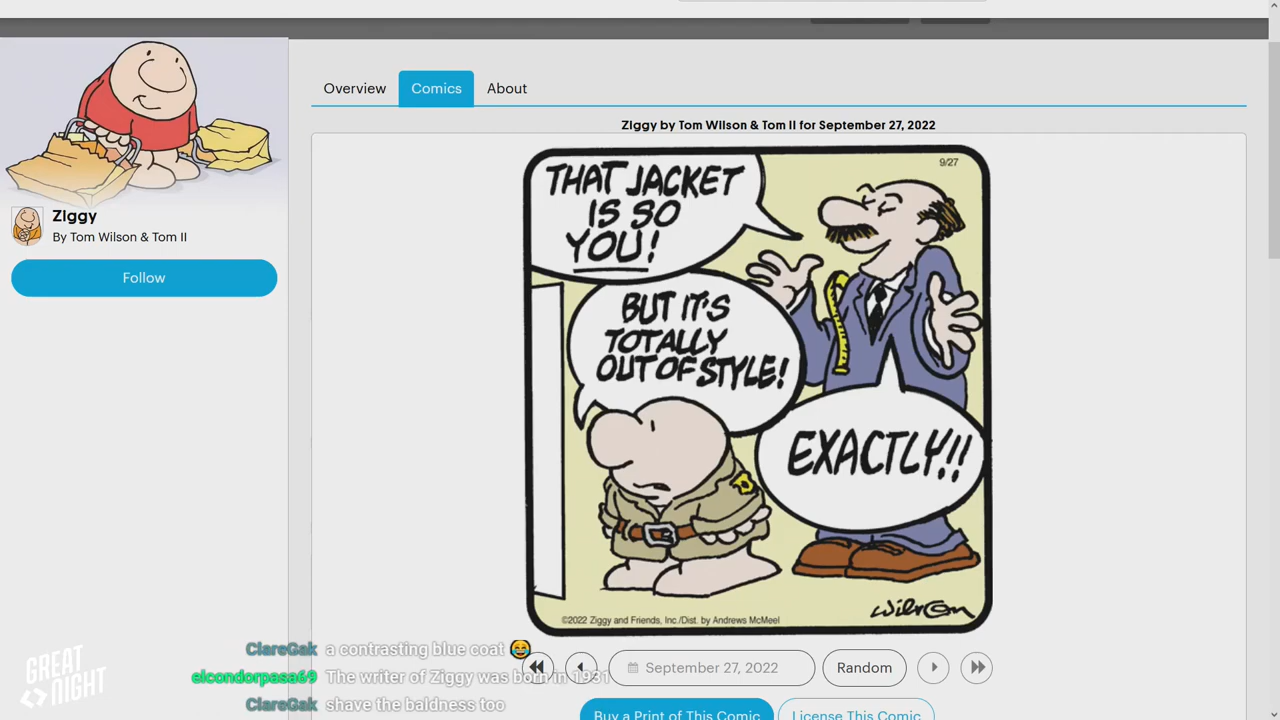 Overview
Comics
About
Ziggy by Tom Wilson & Tom II for September 27, 2022
Ziggy
By Tom Wilson & Tom II
Follow
9/27
THAT JACKET
IS SO
YOU!
BUT IT'S
TOTALLY
OUT OF STYLE!
EXACTLY!!
Wilson
©2022 Ziggy and Friends, Inc./Dist. by Andrews McMeel
September 27, 2022
Random
Buy a Print of This Comic
License This Comic
ClareGak a contrasting blue coat 😂
elcondorpasa69 The writer of Ziggy was born in 1931
ClareGak shave the baldness too
GREAT
NIGHT